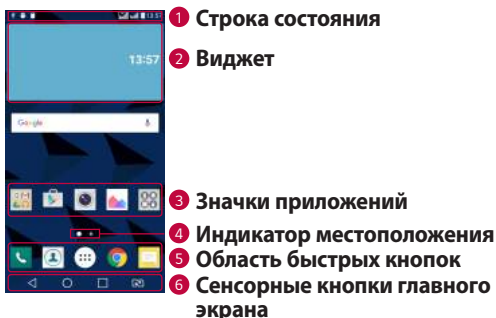 13:57
1 Строка состояния
13:57
2 Виджет
Google
3 Значки приложений
4 Индикатор местоположения
5 Область быстрых кнопок
6 Сенсорные кнопки главного
экрана